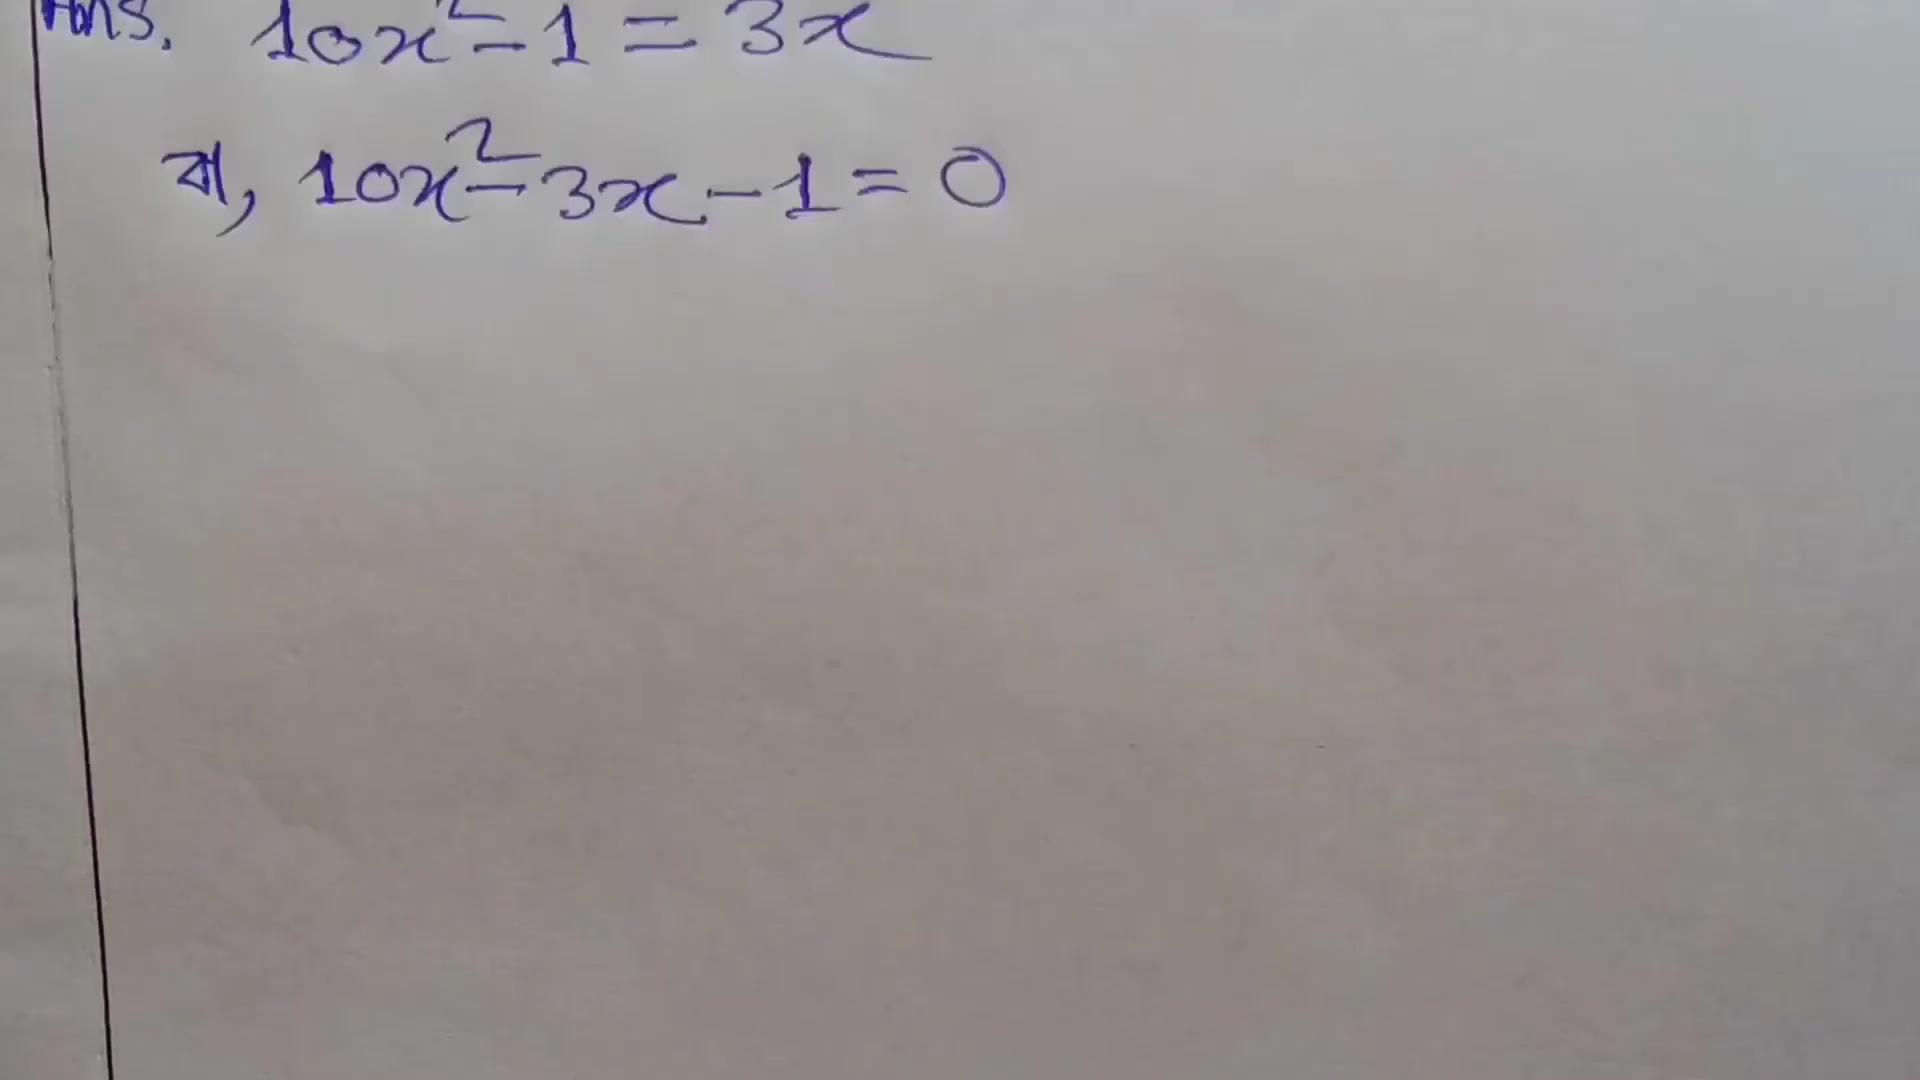 Ans. 10x² - 1 = 3x
বা, 10x² - 3x - 1 = 0